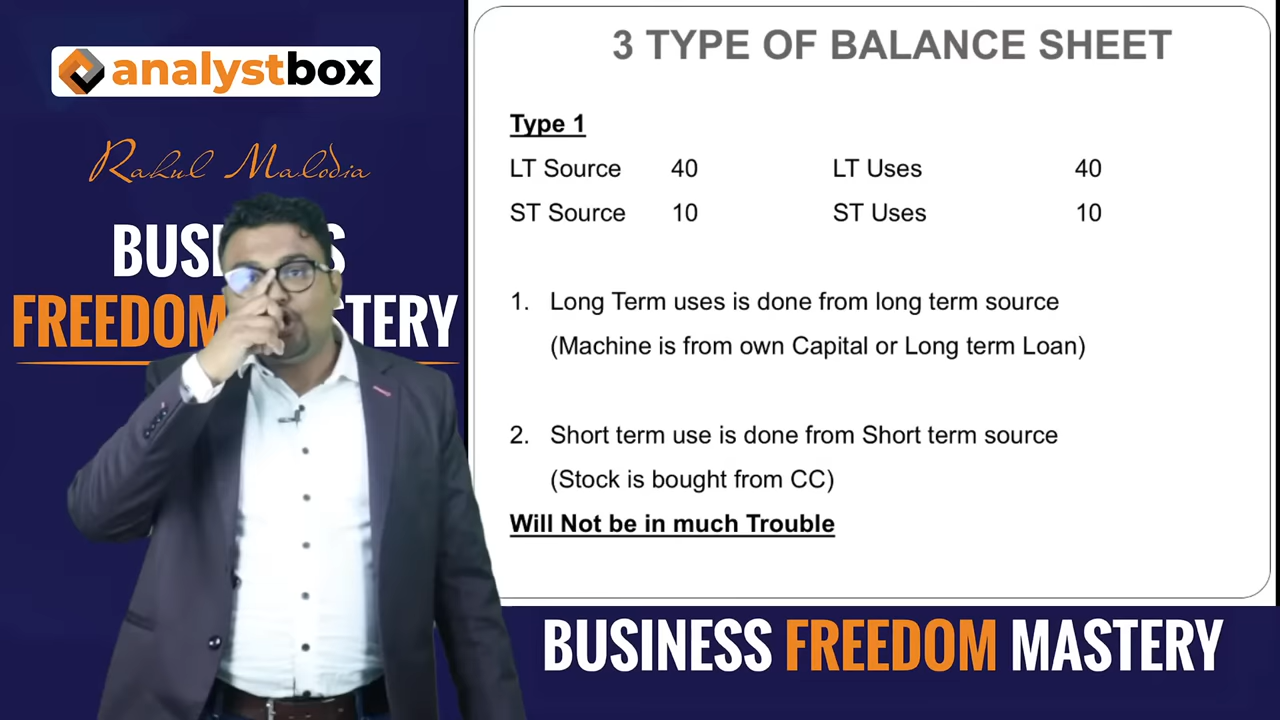 analystbox
Rahul Malodia
BUSINESS
FREEDOM MASTERY
3 TYPE OF BALANCE SHEET
Type 1
LT Source 40 LT Uses 40
ST Source 10 ST Uses 10
1. Long Term uses is done from long term source
(Machine is from own Capital or Long term Loan)
2. Short term use is done from Short term source
(Stock is bought from CC)
Will Not be in much Trouble
BUSINESS FREEDOM MASTERY